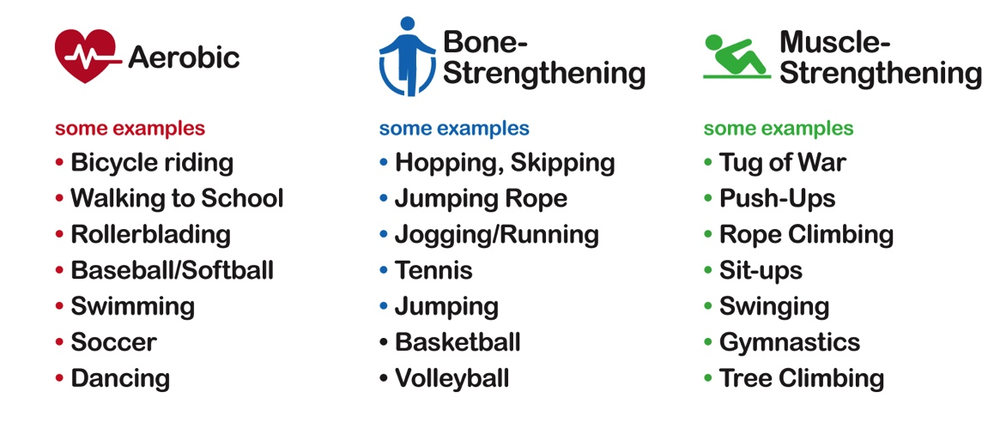 Aerobic
some examples
• Bicycle riding
• Walking to School
• Rollerblading
• Baseball/Softball
• Swimming
• Soccer
• Dancing
Bone-
Strengthening
some examples
• Hopping, Skipping
• Jumping Rope
• Jogging/Running
• Tennis
• Jumping
• Basketball
• Volleyball
Muscle-
Strengthening
some examples
• Tug of War
• Push-Ups
• Rope Climbing
• Sit-ups
• Swinging
• Gymnastics
• Tree Climbing